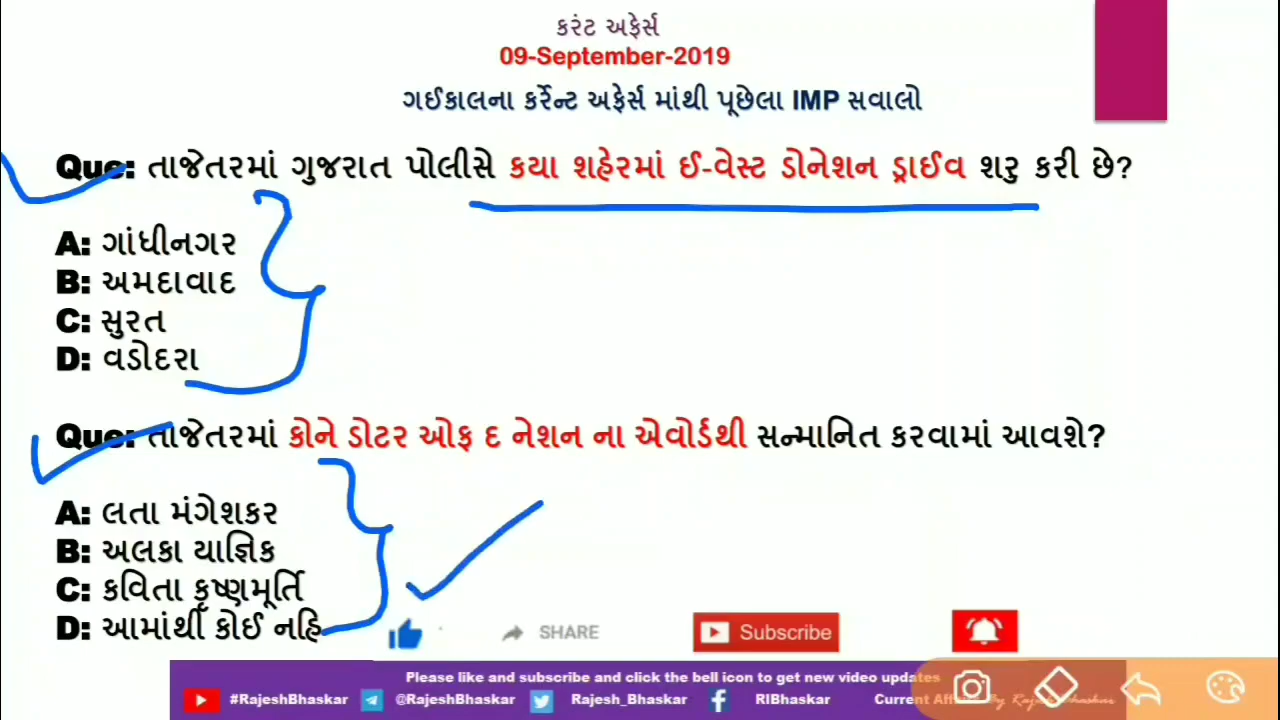 કરંટ અફેર્સ
09-September-2019
ગઈકાલના કર્રેન્ટ અફેર્સ માંથી પૂછેલા IMP સવાલો
Que: તાજેતરમાં ગુજરાત પોલીસે કયા શહેરમાં ઈ-વેસ્ટ ડોનેશન ડ્રાઈવ શરુ કરી છે?
A: ગાંધીનગર
B: અમદાવાદ
C: સુરત
D: વડોદરા
Que: તાજેતરમાં કોને ડોટર ઓફ દ નેશન ના એવોર્ડથી સન્માનિત કરવામાં આવશે?
A: લતા મંગેશકર
B: અલકા યાજ્ઞિક
C: કવિતા કૃષ્ણમૂર્તિ
D: આમાંથી કોઈ નહિ
SHARE Subscribe
Please like and subscribe and click the bell icon to get new video updates
#RajeshBhaskar @RajeshBhaskar Rajesh_Bhaskar RIBhaskar Current By